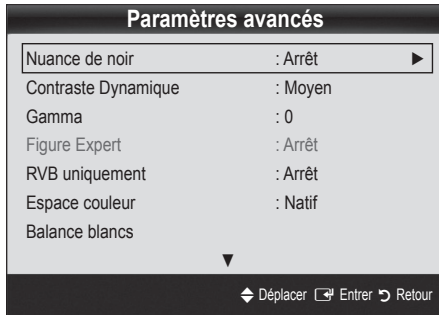 Paramètres avancés
Nuance de noir : Arrêt ►
Contraste Dynamique : Moyen
Gamma : 0
Figure Expert : Arrêt
RVB uniquement : Arrêt
Espace couleur : Natif
Balance blancs
▼
Déplacer Entrer Retour